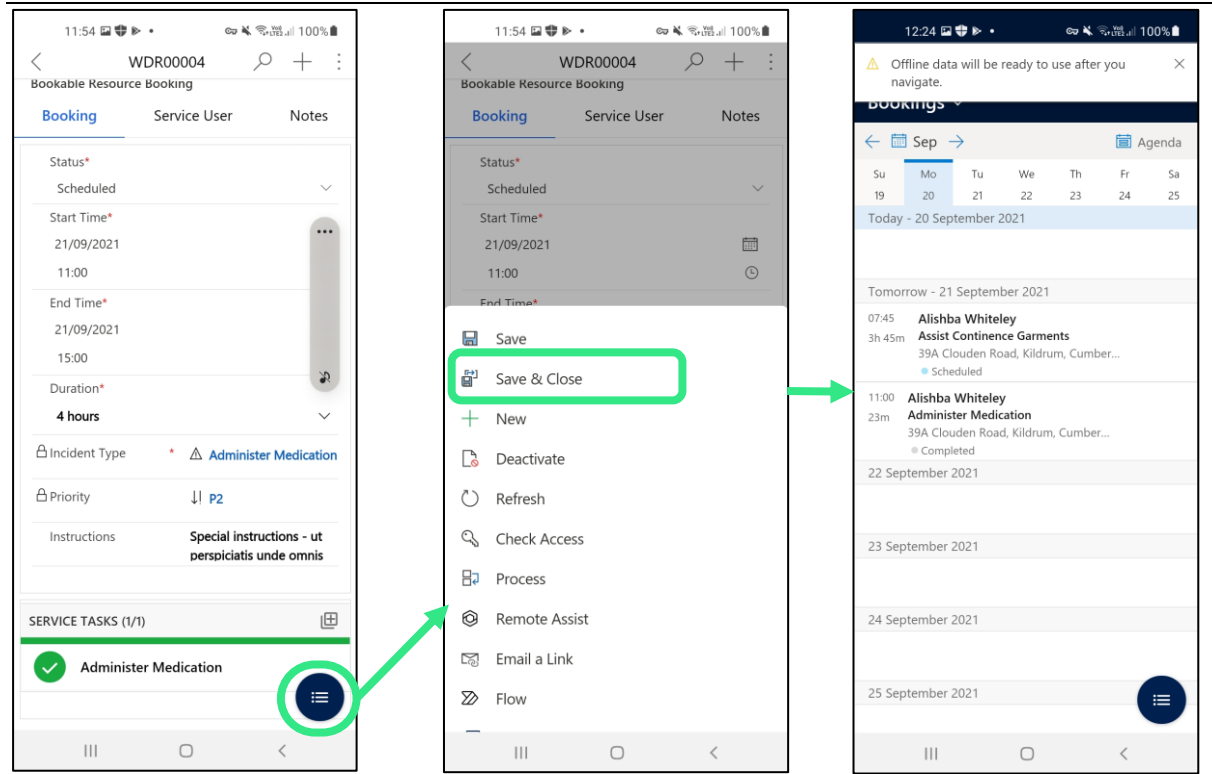 11:54 100%
WDR00004
Bookable Resource Booking
Booking Service User Notes
Status*
Scheduled
Start Time*
21/09/2021
11:00
End Time*
21/09/2021
15:00
Duration*
4 hours
Incident Type * Administer Medication
Priority P2
Instructions Special instructions - ut
perspiciatis unde omnis
SERVICE TASKS (1/1)
Administer Medication
11:54 100%
WDR00004
Bookable Resource Booking
Booking Service User Notes
Status*
Scheduled
Start Time*
21/09/2021
11:00
End Time*
Save
Save & Close
New
Deactivate
Refresh
Check Access
Process
Remote Assist
Email a Link
Flow
12:24 100%
Offline data will be ready to use after you
navigate.
Bookings
Sep Agenda
Su Mo Tu We Th Fr Sa
19 20 21 22 23 24 25
Today - 20 September 2021
Tomorrow - 21 September 2021
07:45 Alishba Whiteley
3h 45m Assist Continence Garments
39A Clouden Road, Kildrum, Cumber...
Scheduled
11:00 Alishba Whiteley
23m Administer Medication
39A Clouden Road, Kildrum, Cumber...
Completed
22 September 2021
23 September 2021
24 September 2021
25 September 2021